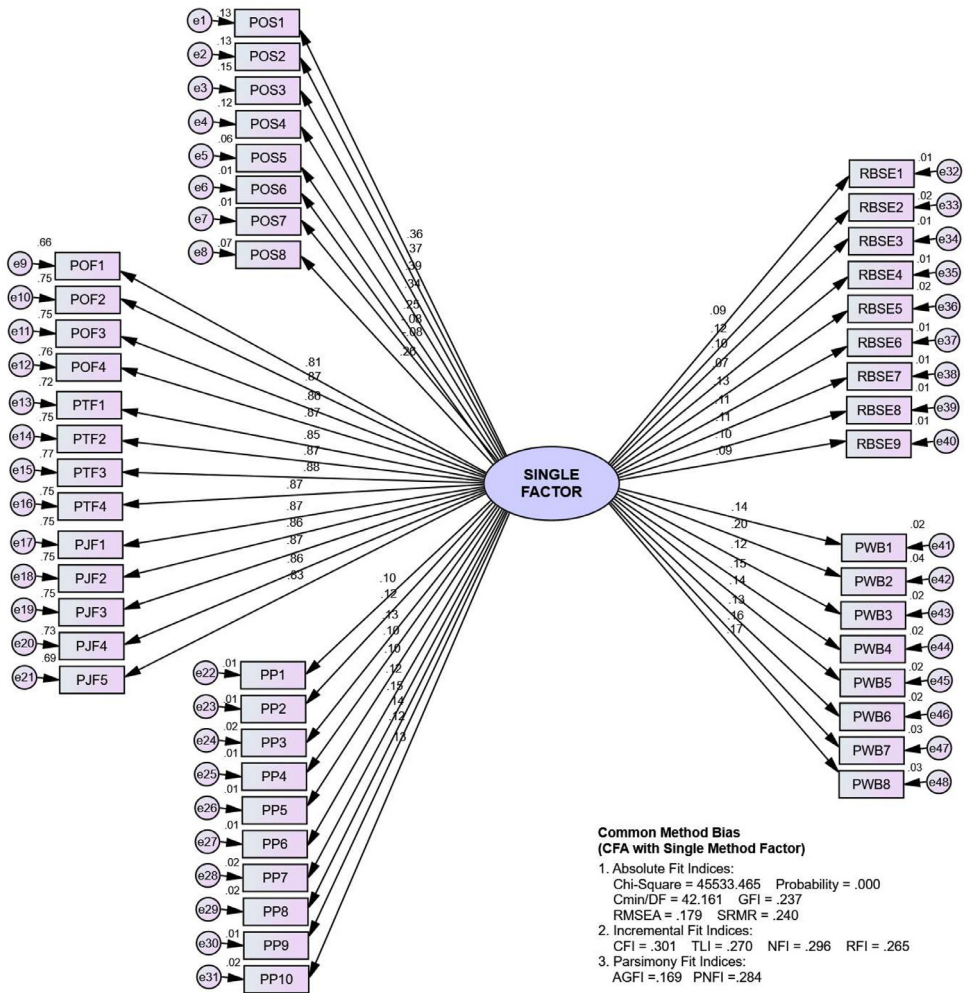 e1 .13 POS1
e2 .13 POS2
e3 .15 POS3
e4 .12 POS4
e5 .06 POS5
e6 .01 POS6
e7 .01 POS7
e8 .07 POS8
e9 .66 POF1
e10 .75 POF2
e11 .75 POF3
e12 .76 POF4
e13 .72 PTF1
e14 .75 PTF2
e15 .77 PTF3
e16 .75 PTF4
e17 .75 PJF1
e18 .75 PJF2
e19 .75 PJF3
e20 .73 PJF4
e21 .69 PJF5
e22 .01 PP1
e23 .01 PP2
e24 .02 PP3
e25 .01 PP4
e26 .01 PP5
e27 .01 PP6
e28 .02 PP7
e29 .02 PP8
e30 .01 PP9
e31 .02 PP10
.36
.37
.39
.34
.25
-.08
-.08
.26
.81
.87
.86
.87
.85
.87
.88
.87
.87
.86
.87
.86
.83
.10
.12
.13
.10
.10
.12
.15
.14
.12
.13
SINGLE
FACTOR
.09
.12
.10
.07
.13
.11
.11
.10
.09
.14
.20
.12
.15
.14
.13
.16
.17
RBSE1 .01 e32
RBSE2 .02 e33
RBSE3 .01 e34
RBSE4 .01 e35
RBSE5 .02 e36
RBSE6 .01 e37
RBSE7 .01 e38
RBSE8 .01 e39
RBSE9 .01 e40
PWB1 .02 e41
PWB2 .04 e42
PWB3 .02 e43
PWB4 .02 e44
PWB5 .02 e45
PWB6 .02 e46
PWB7 .03 e47
PWB8 .03 e48
Common Method Bias
(CFA with Single Method Factor)
1. Absolute Fit Indices:
Chi-Square = 45533.465 Probability = .000
Cmin/DF = 42.161 GFI = .237
RMSEA = .179 SRMR = .240
2. Incremental Fit Indices:
CFI = .301 TLI = .270 NFI = .296 RFI = .265
3. Parsimony Fit Indices:
AGFI =.169 PNFI =.284